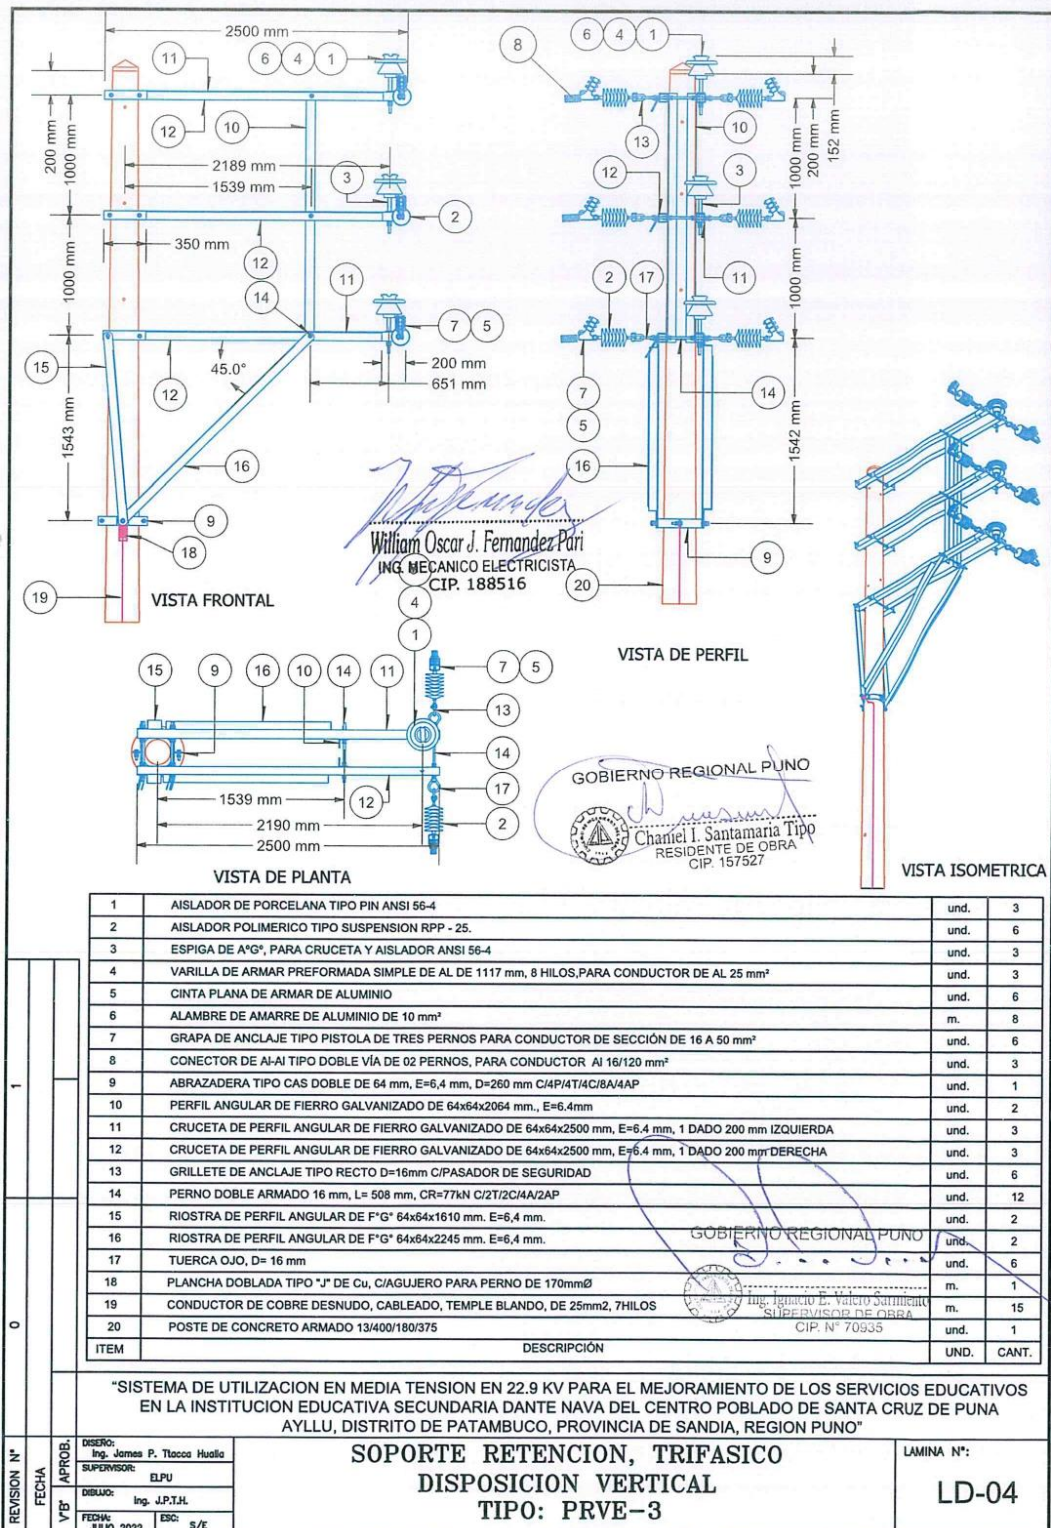 2500 mm
11
6 4 1
12
10
200 mm
1000 mm
2189 mm
1539 mm
3
2
350 mm
1000 mm
12
14
11
7 5
200 mm
651 mm
15
12
45.0°
1543 mm
16
9
18
19
VISTA FRONTAL
8
6 4 1
13
10
12
3
1000 mm
200 mm
152 mm
2 17
11
1000 mm
7
5
14
16
1542 mm
9
20
VISTA DE PERFIL
William Oscar J. Fernandez Pari
ING. MECANICO ELECTRICISTA
CIP. 188516
4
1
15 9 16 10 14 11
7 5
13
14
17
2
1539 mm
12
2190 mm
2500 mm
VISTA DE PLANTA
GOBIERNO REGIONAL PUNO
Chaniel I. Santamaria Tipo
RESIDENTE DE OBRA
CIP. 157527
VISTA ISOMETRICA
1 AISLADOR DE PORCELANA TIPO PIN ANSI 56-4 und. 3
2 AISLADOR POLIMERICO TIPO SUSPENSION RPP - 25. und. 6
3 ESPIGA DE A°G°, PARA CRUCETA Y AISLADOR ANSI 56-4 und. 3
4 VARILLA DE ARMAR PREFORMADA SIMPLE DE AL DE 1117 mm, 8 HILOS,PARA CONDUCTOR DE AL 25 mm² und. 3
5 CINTA PLANA DE ARMAR DE ALUMINIO und. 6
6 ALAMBRE DE AMARRE DE ALUMINIO DE 10 mm² m. 8
7 GRAPA DE ANCLAJE TIPO PISTOLA DE TRES PERNOS PARA CONDUCTOR DE SECCIÓN DE 16 A 50 mm² und. 6
8 CONECTOR DE Al-Al TIPO DOBLE VÍA DE 02 PERNOS, PARA CONDUCTOR Al 16/120 mm² und. 3
9 ABRAZADERA TIPO CAS DOBLE DE 64 mm, E=6,4 mm, D=260 mm C/4P/4T/4C/8A/4AP und. 1
10 PERFIL ANGULAR DE FIERRO GALVANIZADO DE 64x64x2064 mm., E=6.4mm und. 2
11 CRUCETA DE PERFIL ANGULAR DE FIERRO GALVANIZADO DE 64x64x2500 mm, E=6.4 mm, 1 DADO 200 mm IZQUIERDA und. 3
12 CRUCETA DE PERFIL ANGULAR DE FIERRO GALVANIZADO DE 64x64x2500 mm, E=6.4 mm, 1 DADO 200 mm DERECHA und. 3
13 GRILLETE DE ANCLAJE TIPO RECTO D=16mm C/PASADOR DE SEGURIDAD und. 6
14 PERNO DOBLE ARMADO 16 mm, L= 508 mm, CR=77kN C/2T/2C/4A/2AP und. 12
15 RIOSTRA DE PERFIL ANGULAR DE F°G° 64x64x1610 mm. E=6,4 mm. und. 2
16 RIOSTRA DE PERFIL ANGULAR DE F°G° 64x64x2245 mm. E=6,4 mm. und. 2
17 TUERCA OJO, D= 16 mm und. 6
18 PLANCHA DOBLADA TIPO "J" DE Cu, C/AGUJERO PARA PERNO DE 170mmØ m. 1
19 CONDUCTOR DE COBRE DESNUDO, CABLEADO, TEMPLE BLANDO, DE 25mm2, 7HILOS m. 15
20 POSTE DE CONCRETO ARMADO 13/400/180/375 und. 1
ITEM DESCRIPCIÓN UND. CANT.
GOBIERNO REGIONAL PUNO
Ing. Ignacio E. Valero Sarmiento
SUPERVISOR DE OBRA
CIP. N° 70935
"SISTEMA DE UTILIZACION EN MEDIA TENSION EN 22.9 KV PARA EL MEJORAMIENTO DE LOS SERVICIOS EDUCATIVOS
EN LA INSTITUCION EDUCATIVA SECUNDARIA DANTE NAVA DEL CENTRO POBLADO DE SANTA CRUZ DE PUNA
AYLLU, DISTRITO DE PATAMBUCO, PROVINCIA DE SANDIA, REGION PUNO"
1
0
REVISION N°
FECHA
V°B° APROB.
DISEÑO:
Ing. James P. Ttacca Hualla
SUPERVISOR:
ELPU
DIBUJO:
Ing. J.P.T.H.
FECHA:
JULIO 2022
ESC:
S/E
SOPORTE RETENCION, TRIFASICO
DISPOSICION VERTICAL
TIPO: PRVE-3
LAMINA N°:
LD-04